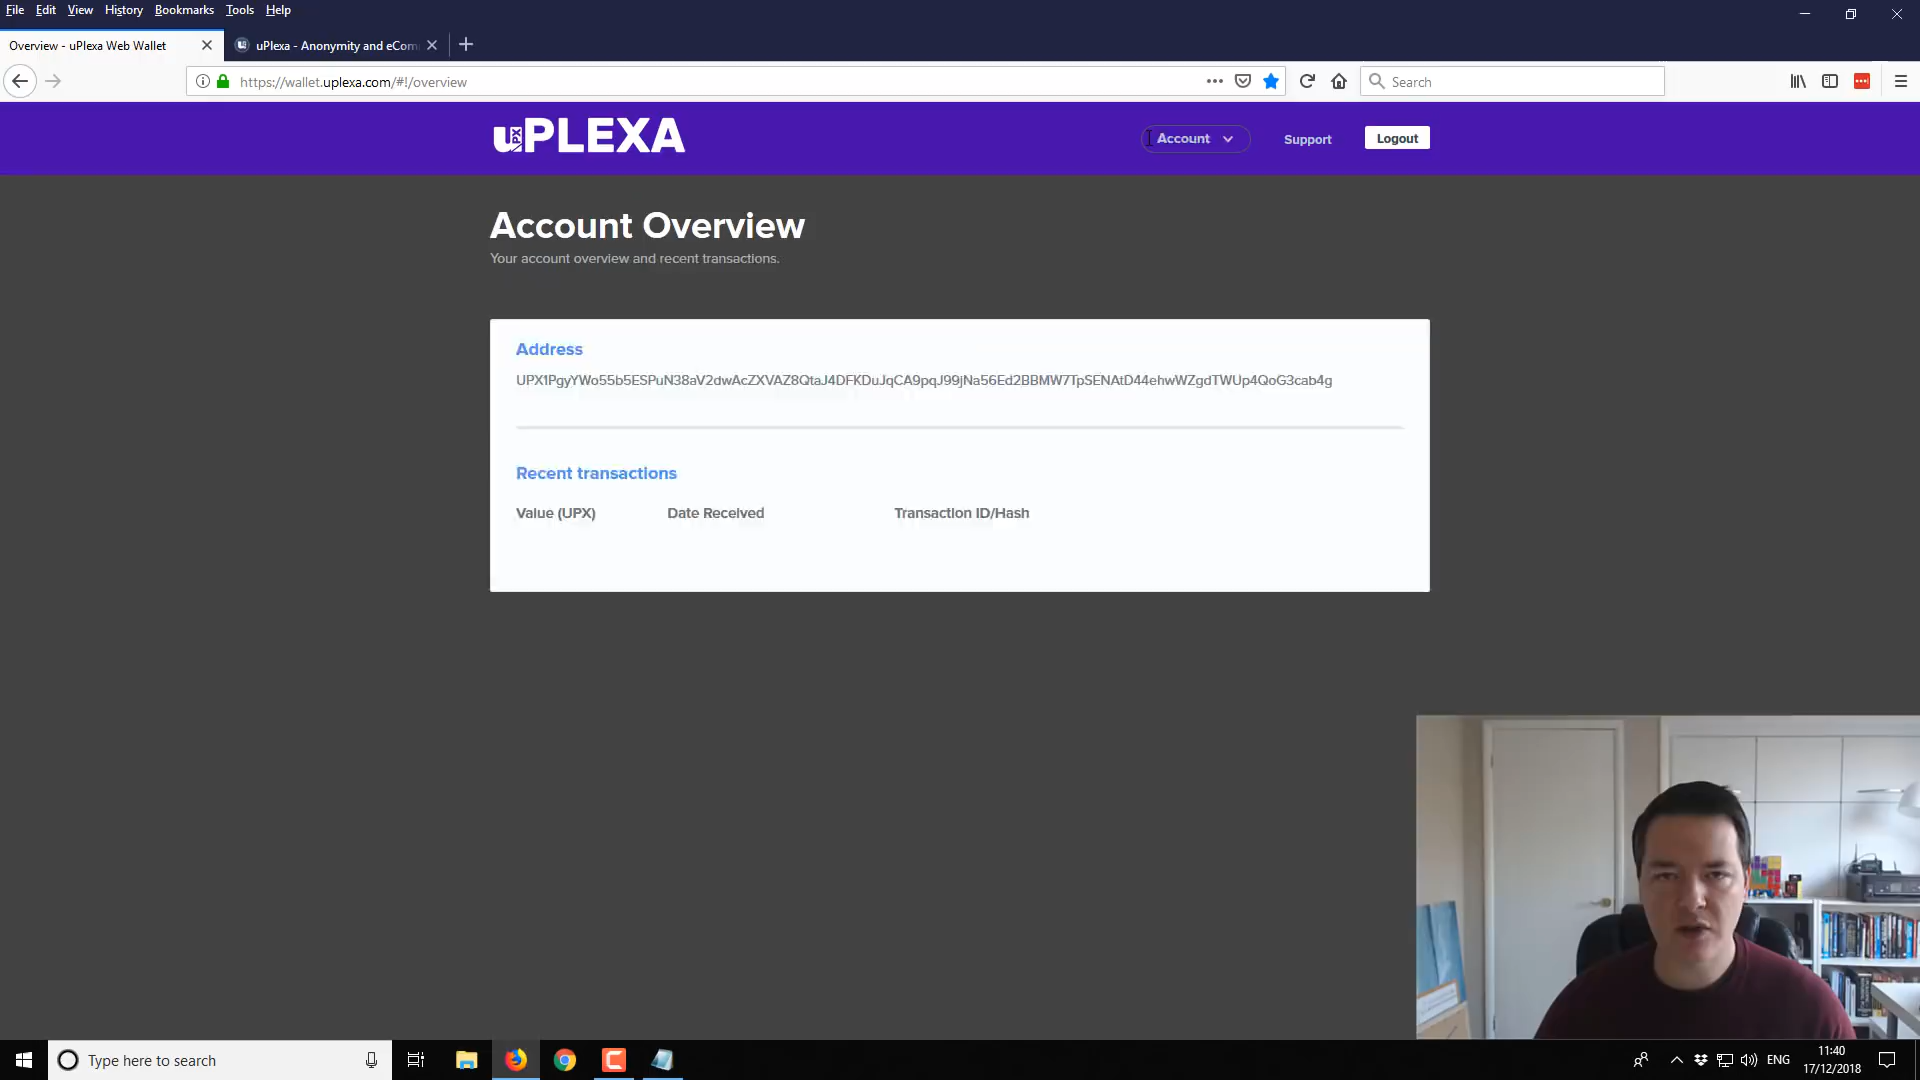 File Edit View History Bookmarks Tools Help
Overview - uPlexa Web Wallet
uPlexa - Anonymity and eCom
https://wallet.uplexa.com/#!/overview
Search
uPLEXA
Account
Support
Logout
Account Overview
Your account overview and recent transactions.
Address
UPX1PgyYWo55b5ESPuN38aV2dwAcZXVAZ8QtaJ4DFKDuJqCA9pqJ99jNa56Ed2BBMW7TpSENAtD44ehwWZgdTWUp4QoG3cab4g
Recent transactions
Value (UPX) Date Received Transaction ID/Hash
Type here to search
ENG
11:40
17/12/2018